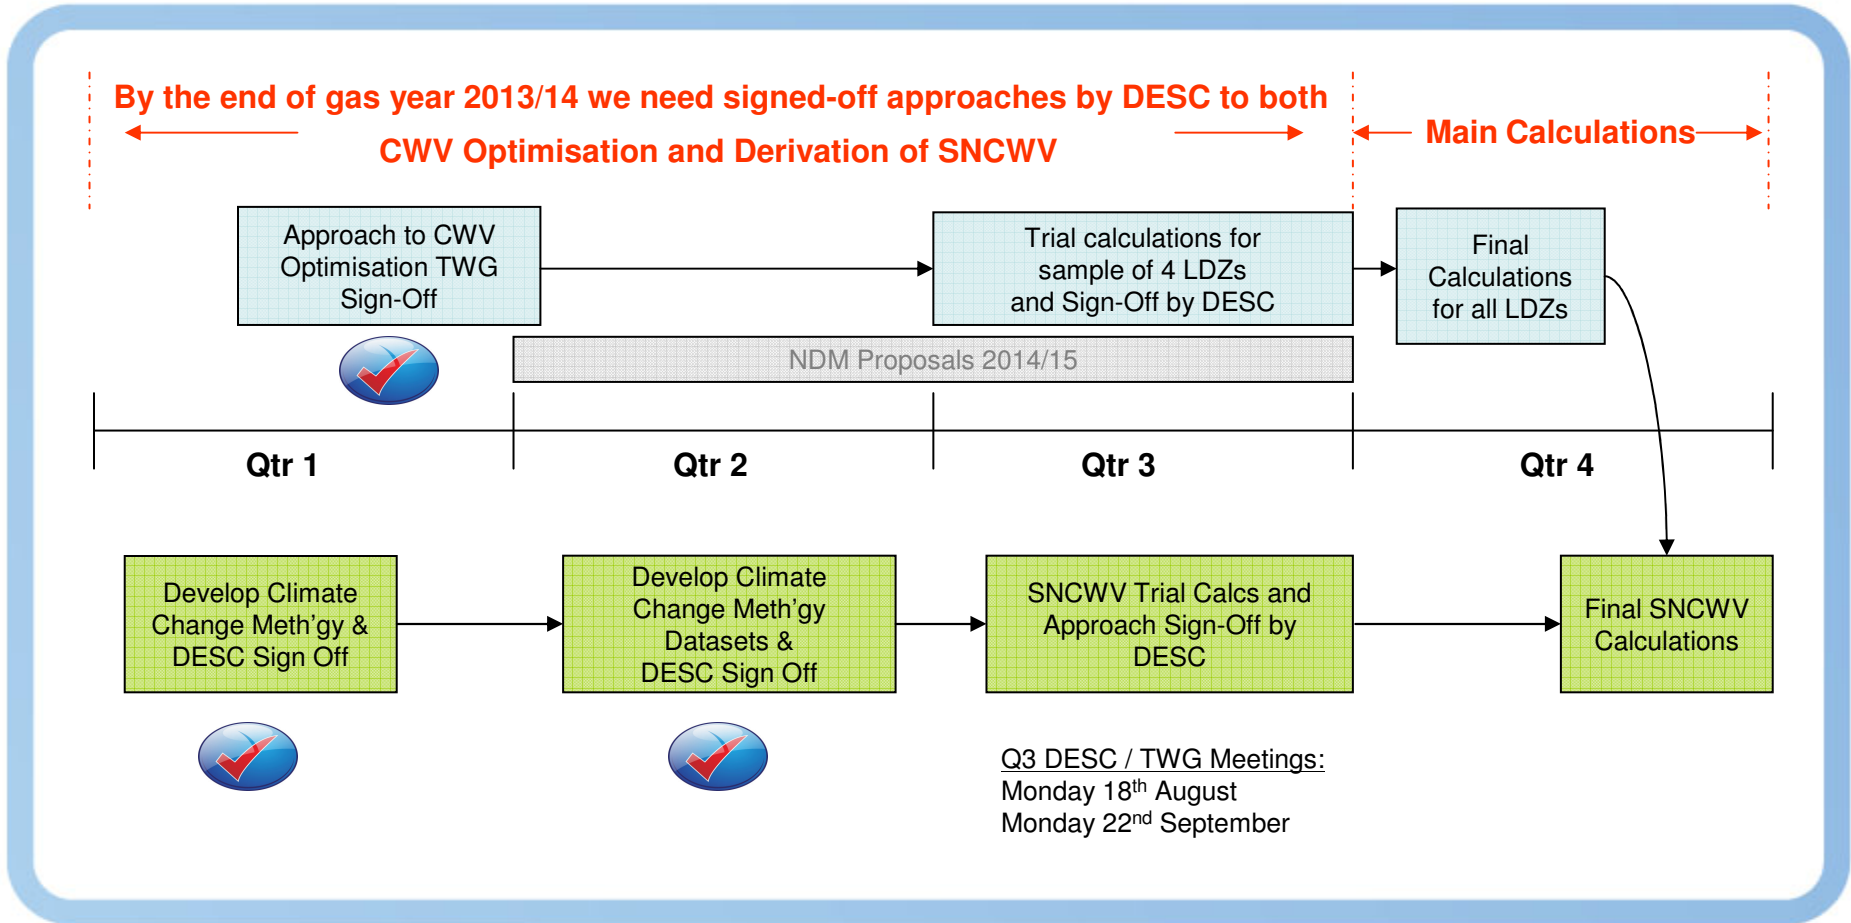 By the end of gas year 2013/14 we need signed-off approaches by DESC to both
CWV Optimisation and Derivation of SNCWV
Main Calculations
Approach to CWV
Optimisation TWG
Sign-Off
Trial calculations for
sample of 4 LDZs
and Sign-Off by DESC
Final
Calculations
for all LDZs
NDM Proposals 2014/15
Qtr 1
Qtr 2
Qtr 3
Qtr 4
Develop Climate
Change Meth'gy &
DESC Sign Off
Develop Climate
Change Meth'gy
Datasets &
DESC Sign Off
SNCWV Trial Calcs and
Approach Sign-Off by
DESC
Final SNCWV
Calculations
Q3 DESC / TWG Meetings:
Monday 18th August
Monday 22nd September